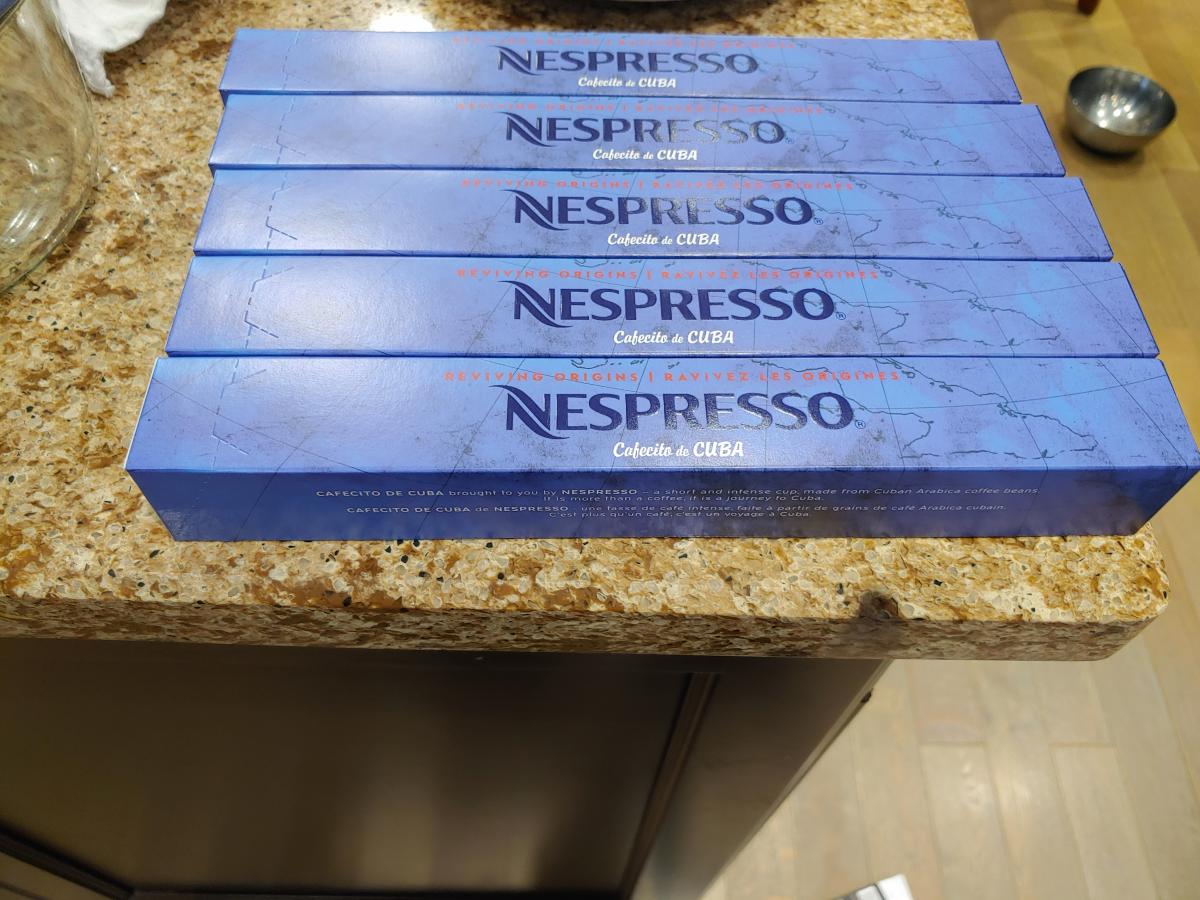 REVIVING ORIGINS | RAVIVEZ LES ORIGINES
NESPRESSO
Cafecito de CUBA
REVIVING ORIGINS | RAVIVEZ LES ORIGINES
NESPRESSO®
Cafecito de CUBA
REVIVING ORIGINS | RAVIVEZ LES ORIGINES
NESPRESSO®
Cafecito de CUBA
REVIVING ORIGINS | RAVIVEZ LES ORIGINES
NESPRESSO®
Cafecito de CUBA
REVIVING ORIGINS | RAVIVEZ LES ORIGINES
NESPRESSO®
Cafecito de CUBA
CAFECITO DE CUBA brought to you by NESPRESSO – a short and intense cup, made from Cuban Arabica coffee beans.
It is more than a coffee, it is a journey to Cuba.
CAFECITO DE CUBA de NESPRESSO, une tasse de café intense, faite à partir de grains de café Arabica cubain.
C'est plus qu'un café, c'est un voyage à Cuba.